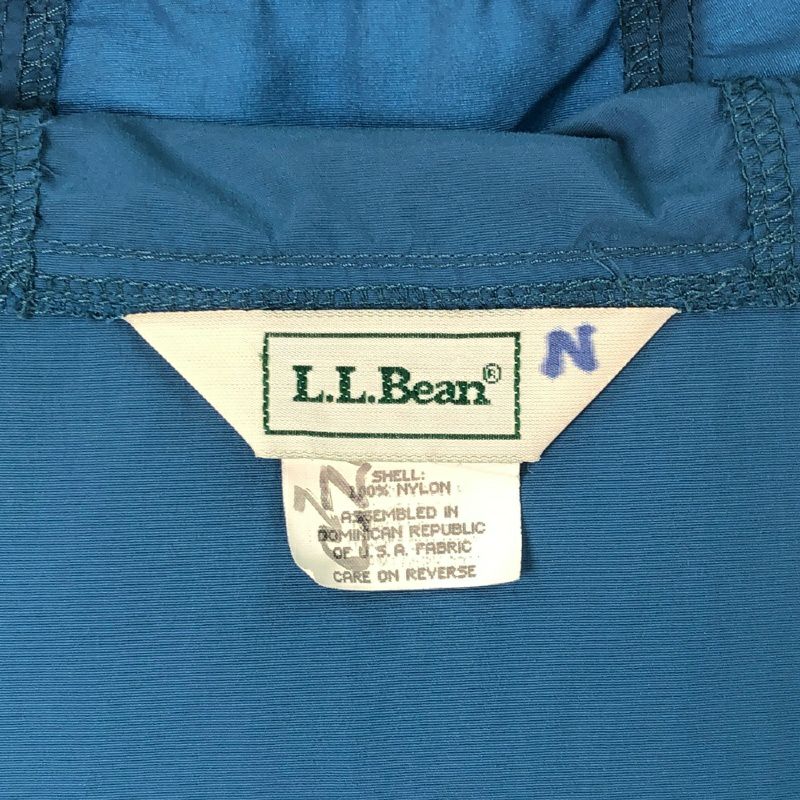 L.L.Bean®
N
SHELL:
100% NYLON
ASSEMBLED IN
DOMINICAN REPUBLIC
OF U.S.A. FABRIC
CARE ON REVERSE